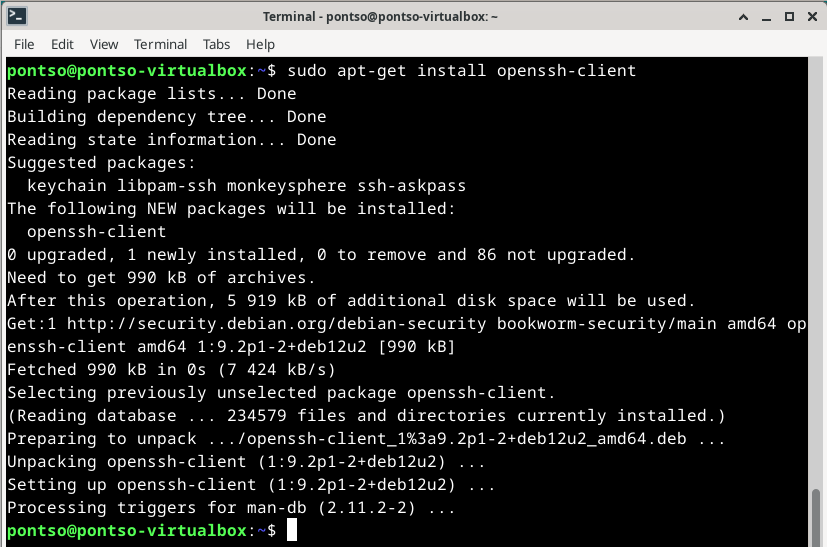 Terminal - pontso@pontso-virtualbox: ~
File Edit View Terminal Tabs Help
pontso@pontso-virtualbox:~$ sudo apt-get install openssh-client
Reading package lists... Done
Building dependency tree... Done
Reading state information... Done
Suggested packages:
  keychain libpam-ssh monkeysphere ssh-askpass
The following NEW packages will be installed:
  openssh-client
0 upgraded, 1 newly installed, 0 to remove and 86 not upgraded.
Need to get 990 kB of archives.
After this operation, 5 919 kB of additional disk space will be used.
Get:1 http://security.debian.org/debian-security bookworm-security/main amd64 op
enssh-client amd64 1:9.2p1-2+deb12u2 [990 kB]
Fetched 990 kB in 0s (7 424 kB/s)
Selecting previously unselected package openssh-client.
(Reading database ... 234579 files and directories currently installed.)
Preparing to unpack .../openssh-client_1%3a9.2p1-2+deb12u2_amd64.deb ...
Unpacking openssh-client (1:9.2p1-2+deb12u2) ...
Setting up openssh-client (1:9.2p1-2+deb12u2) ...
Processing triggers for man-db (2.11.2-2) ...
pontso@pontso-virtualbox:~$